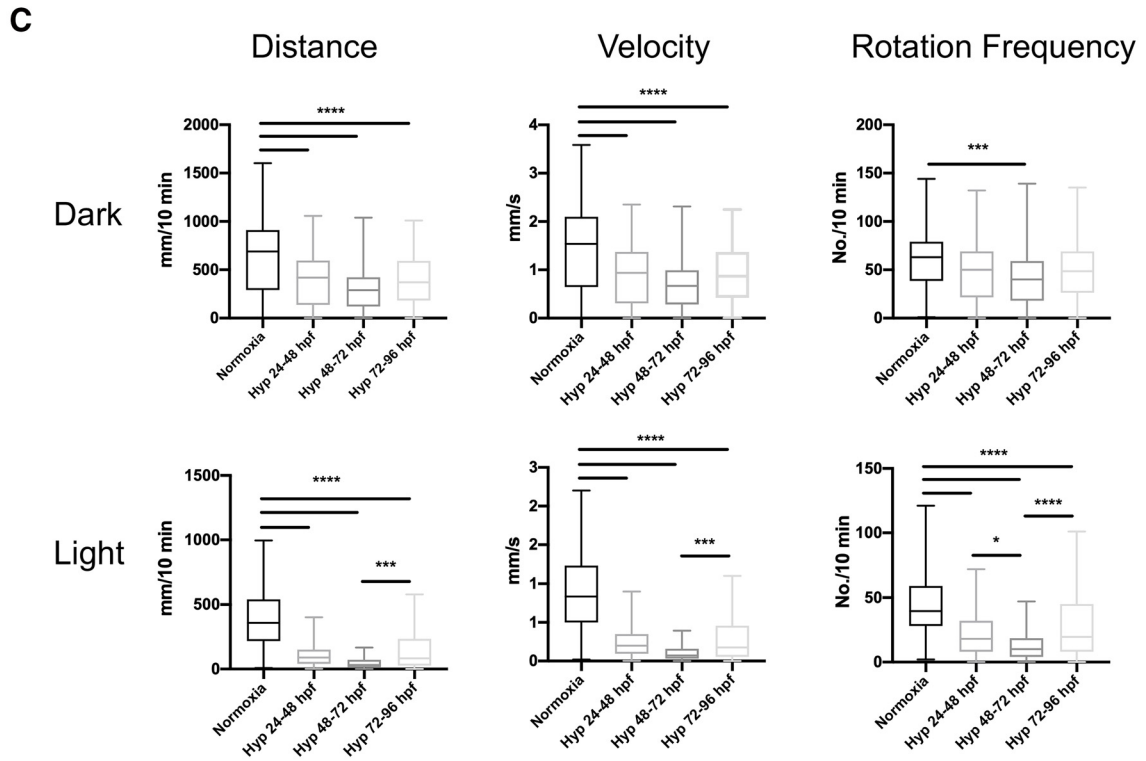 C
Distance Velocity Rotation Frequency
Dark
mm/10 min
2000
1500
1000
500
0
****
Normoxia
Hyp 24-48 hpf
Hyp 48-72 hpf
Hyp 72-96 hpf
mm/s
4
3
2
1
0
****
Normoxia
Hyp 24-48 hpf
Hyp 48-72 hpf
Hyp 72-96 hpf
No./10 min
200
150
100
50
0
***
Normoxia
Hyp 24-48 hpf
Hyp 48-72 hpf
Hyp 72-96 hpf
Light
mm/10 min
1500
1000
500
0
****
***
Normoxia
Hyp 24-48 hpf
Hyp 48-72 hpf
Hyp 72-96 hpf
mm/s
3
2
2
1
1
0
****
***
Normoxia
Hyp 24-48 hpf
Hyp 48-72 hpf
Hyp 72-96 hpf
No./10 min
150
100
50
0
****
****
*
Normoxia
Hyp 24-48 hpf
Hyp 48-72 hpf
Hyp 72-96 hpf